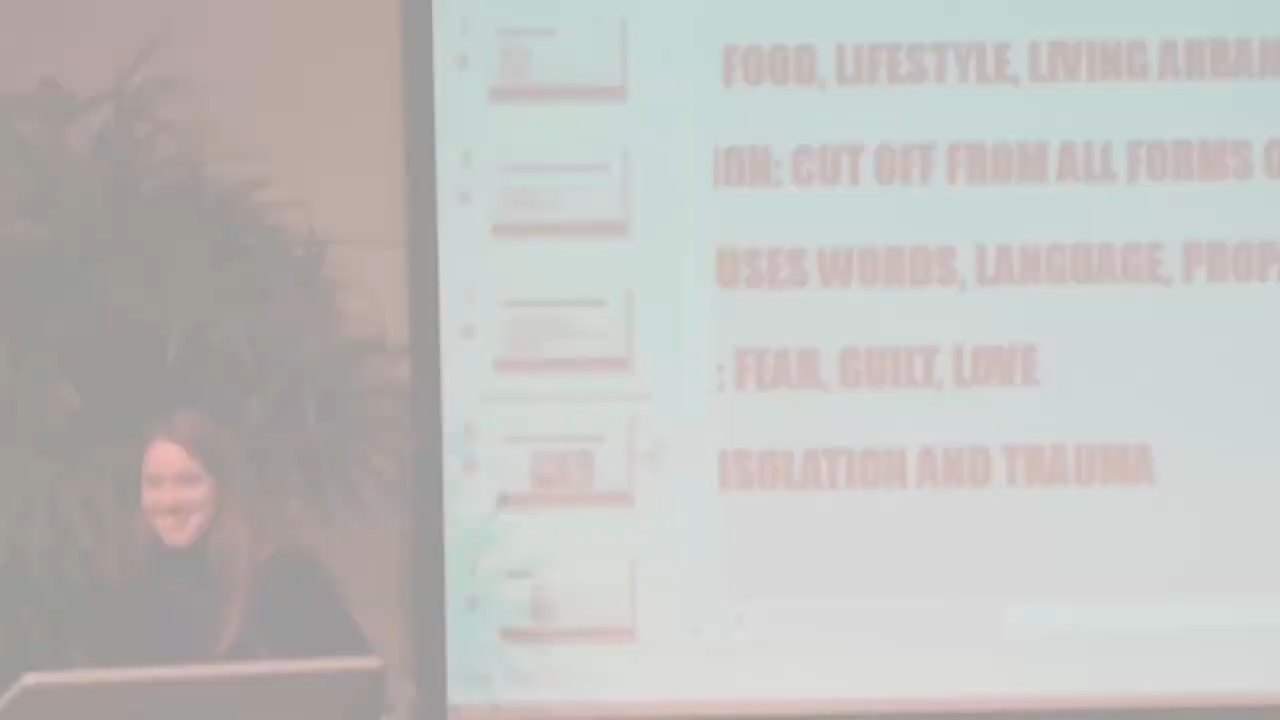 FOOD, LIFESTYLE, LIVING
ION: CUT OFF FROM ALL FORMS
USES WORDS, LANGUAGE, PROP
: FEAR, GUILT, LOVE
ISOLATION AND TRAUMA